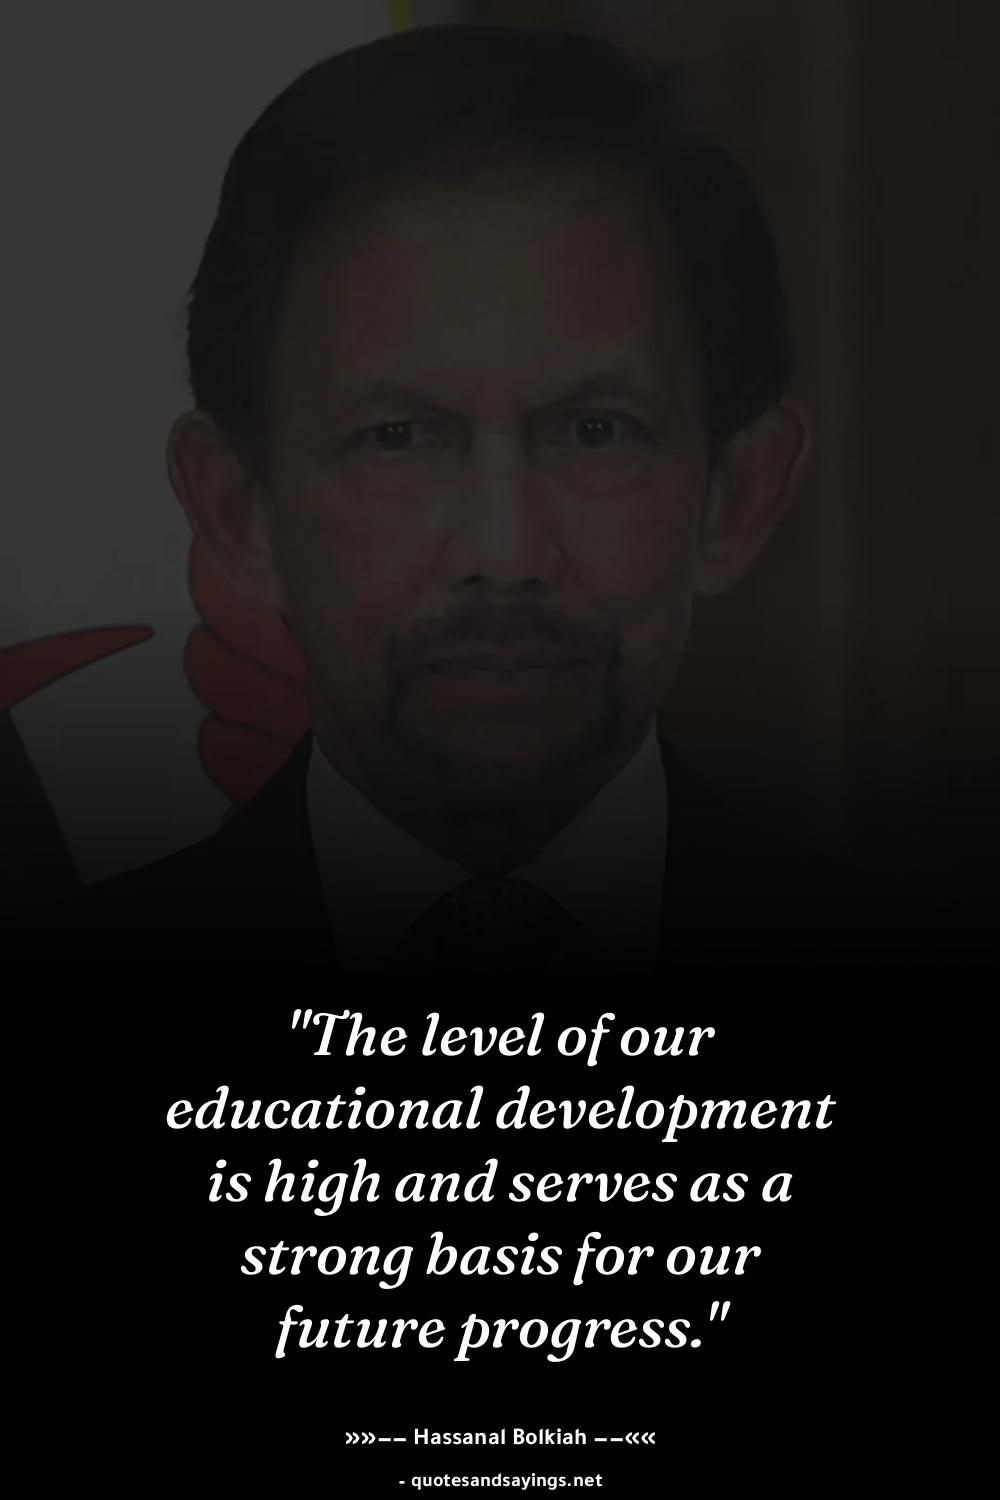 "The level of our
educational development
is high and serves as a
strong basis for our
future progress."
»»−− Hassanal Bolkiah −−««
- quotesandsayings.net